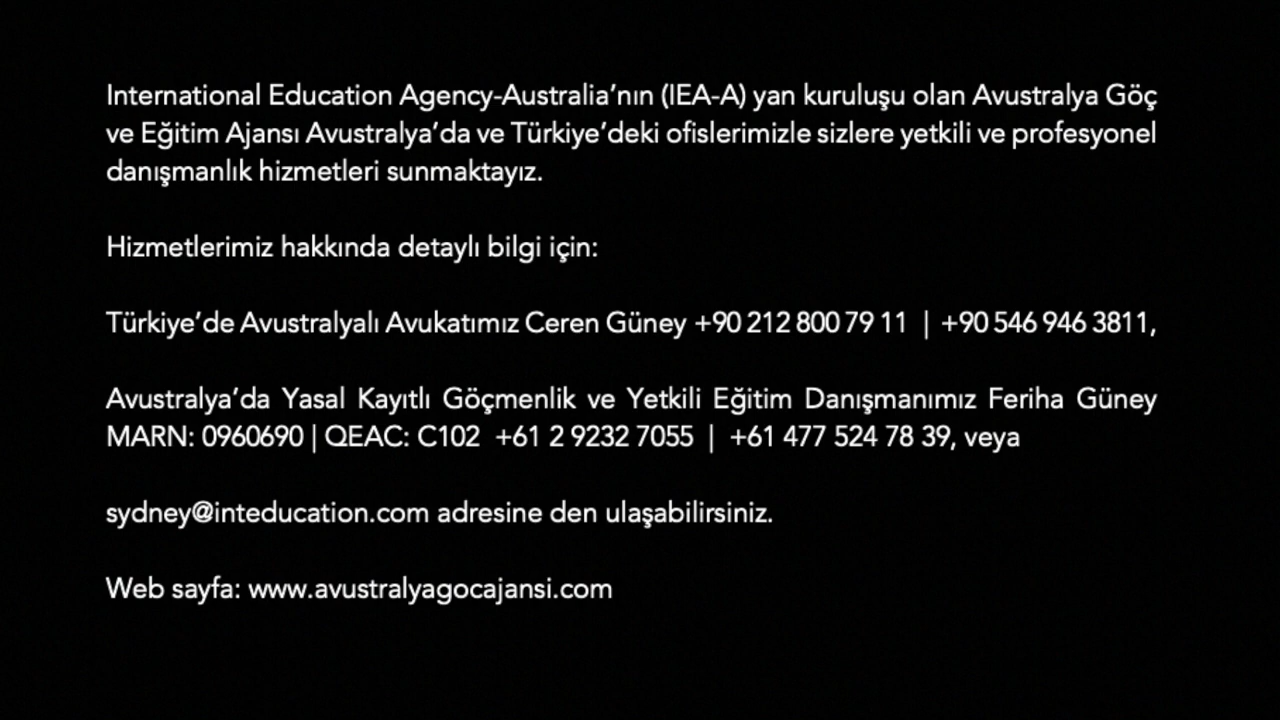 International Education Agency-Australia’nın (IEA-A) yan kuruluşu olan Avustralya Göç
ve Eğitim Ajansı Avustralya’da ve Türkiye’deki ofislerimizle sizlere yetkili ve profesyonel
danışmanlık hizmetleri sunmaktayız.
Hizmetlerimiz hakkında detaylı bilgi için:
Türkiye’de Avustralyalı Avukatımız Ceren Güney +90 212 800 79 11 | +90 546 946 3811,
Avustralya’da Yasal Kayıtlı Göçmenlik ve Yetkili Eğitim Danışmanımız Feriha Güney
MARN: 0960690 | QEAC: C102 +61 2 9232 7055 | +61 477 524 78 39, veya
sydney@inteducation.com adresine den ulaşabilirsiniz.
Web sayfa: www.avustralyagocajansi.com